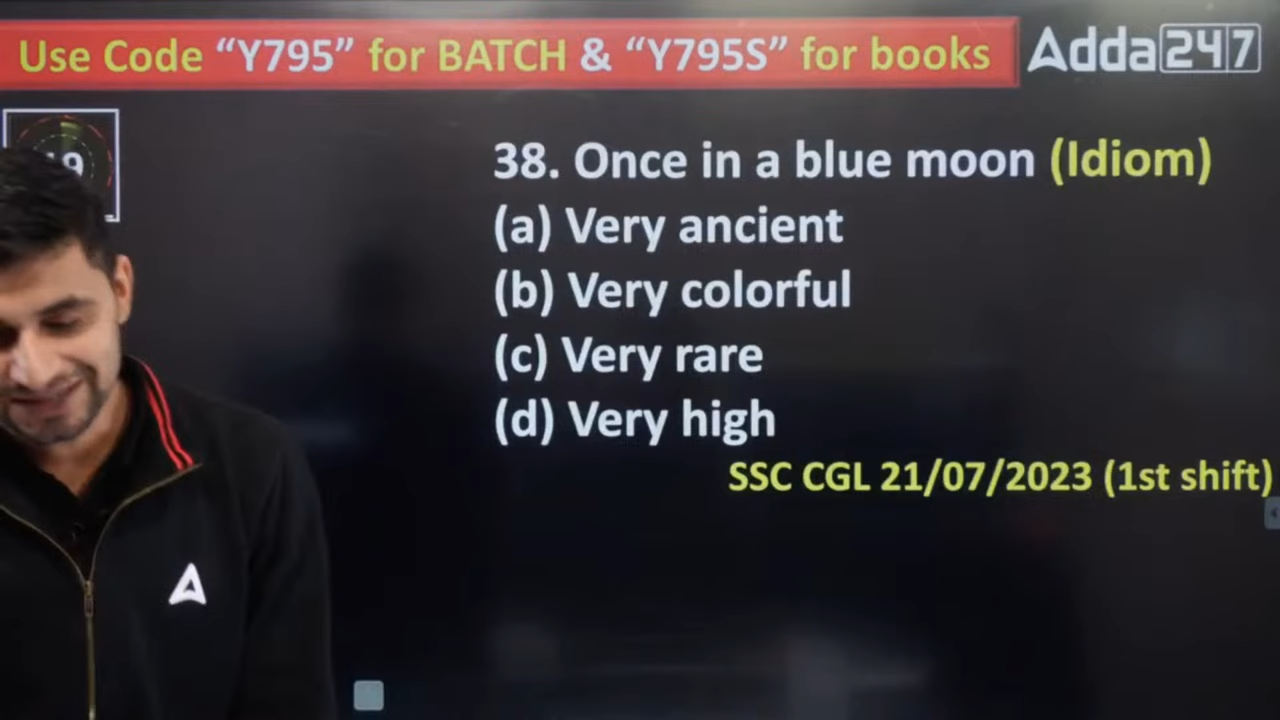 Use Code “Y795” for BATCH & “Y795S” for books
Adda247
38. Once in a blue moon (Idiom)
(a) Very ancient
(b) Very colorful
(c) Very rare
(d) Very high
SSC CGL 21/07/2023 (1st shift)